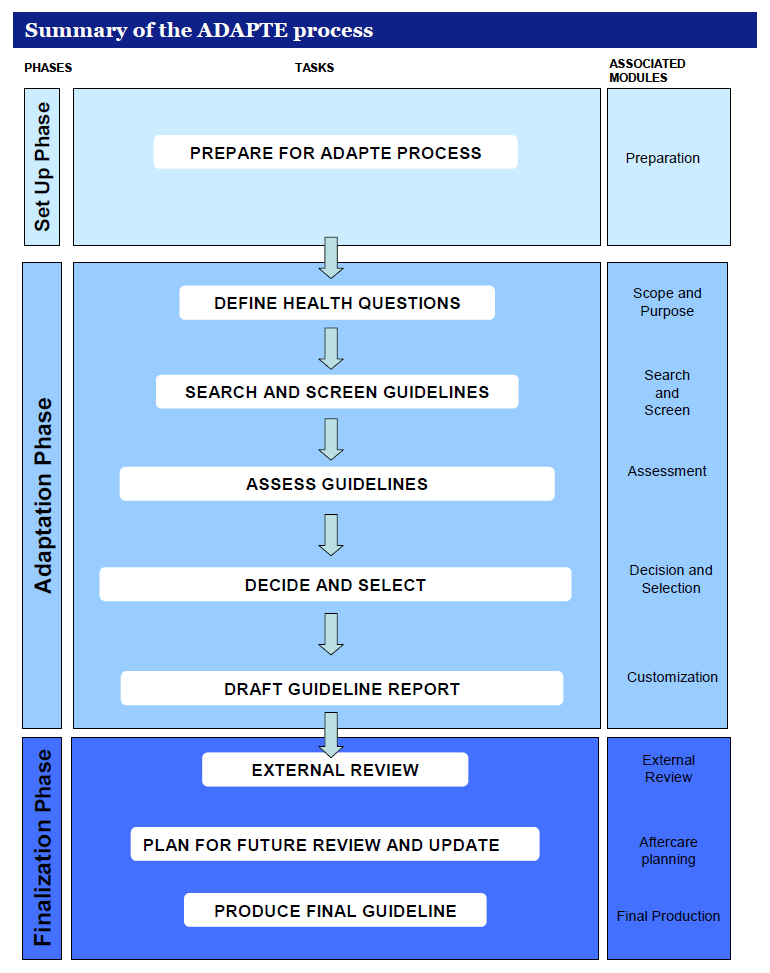 Summary of the ADAPTE process
PHASES
TASKS
ASSOCIATED
MODULES
Set Up Phase
PREPARE FOR ADAPTE PROCESS
Preparation
Adaptation Phase
DEFINE HEALTH QUESTIONS
Scope and
Purpose
SEARCH AND SCREEN GUIDELINES
Search
and
Screen
ASSESS GUIDELINES
Assessment
DECIDE AND SELECT
Decision and
Selection
DRAFT GUIDELINE REPORT
Customization
Finalization Phase
EXTERNAL REVIEW
External
Review
PLAN FOR FUTURE REVIEW AND UPDATE
Aftercare
planning
PRODUCE FINAL GUIDELINE
Final Production